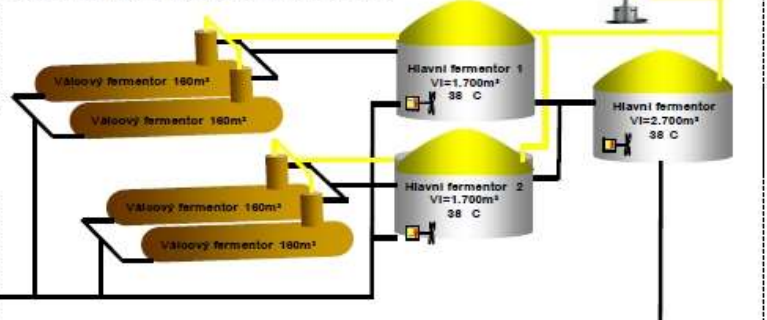 Válcový fermentor 160m³
Válcový fermentor 160m³
Hlavní fermentor 1
Vl=1.700m³
38 C
Hlavní fermentor
Vl=2.700m³
38 C
Válcový fermentor 160m³
Válcový fermentor 160m³
Hlavní fermentor 2
Vl=1.700m³
38 C